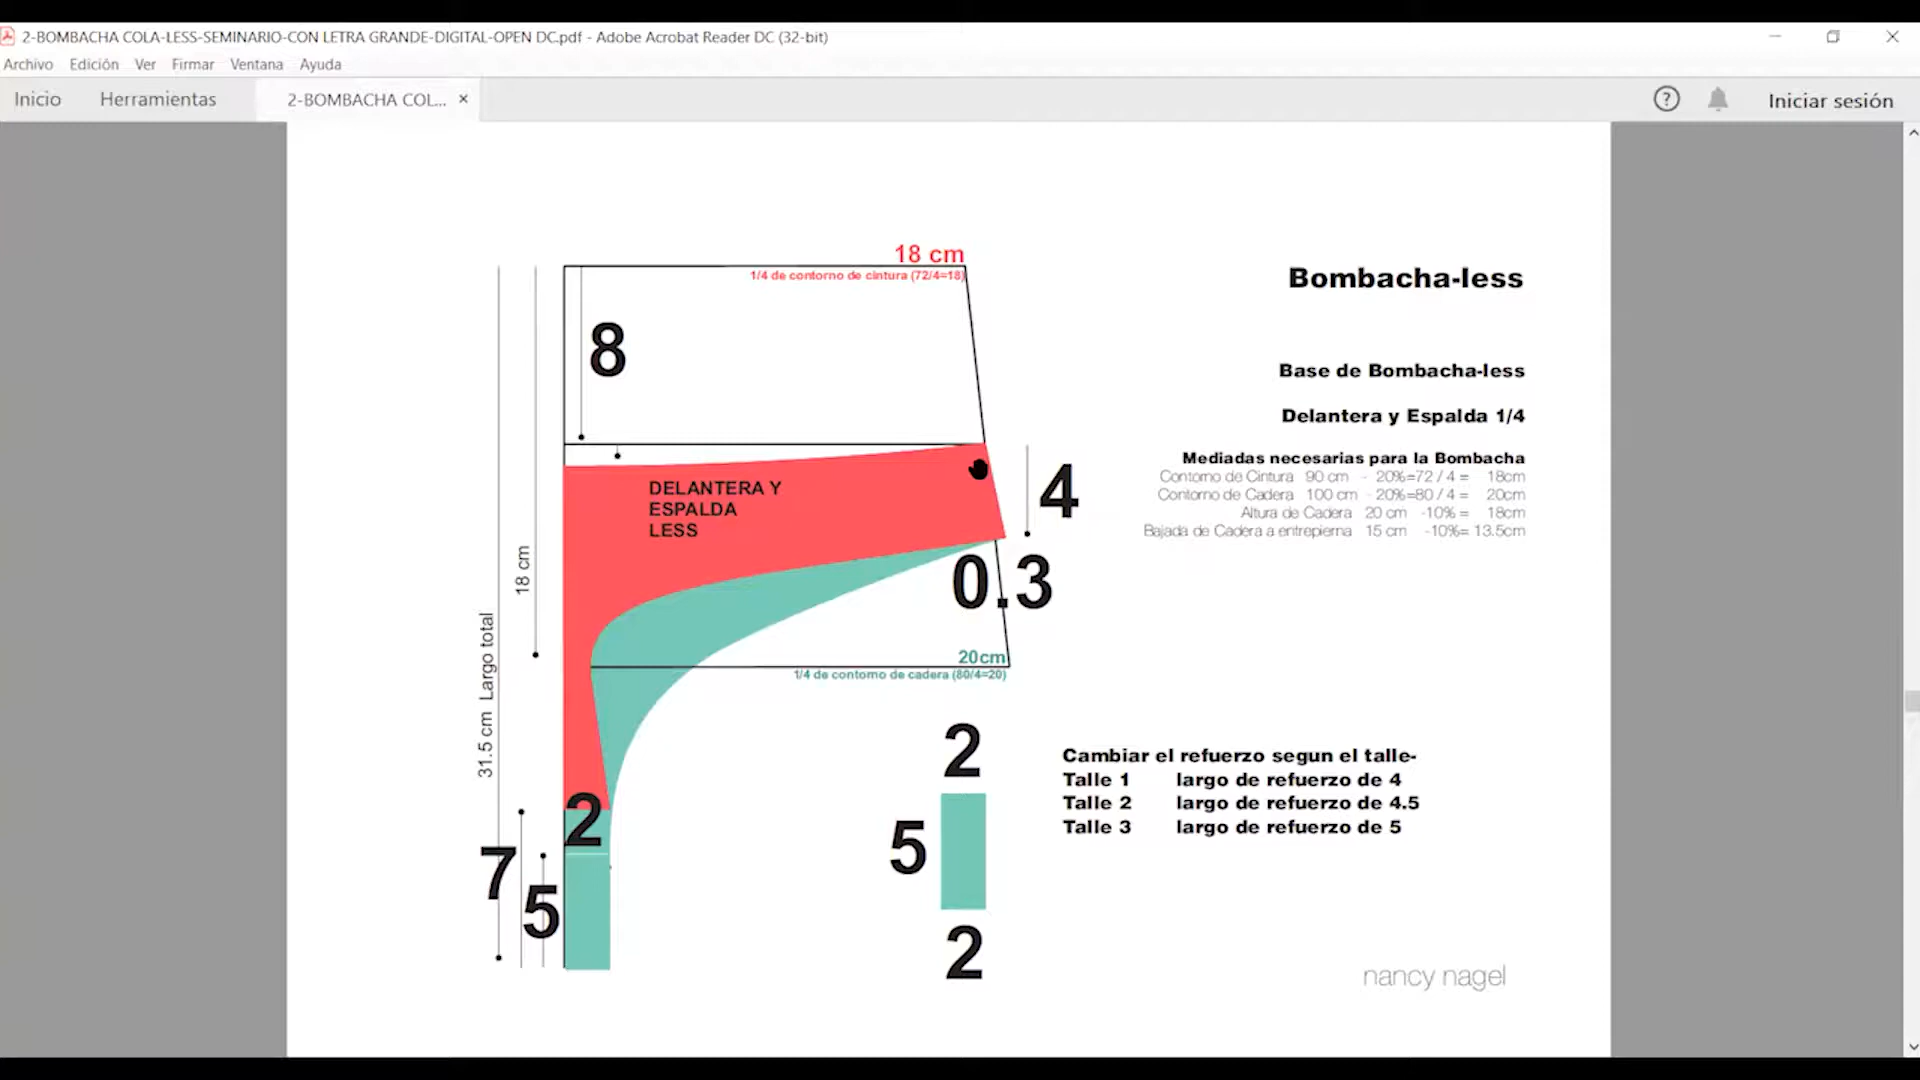 2-BOMBACHA COLA-LESS-SEMINARIO-CON LETRA GRANDE-DIGITAL-OPEN DC.pdf - Adobe Acrobat Reader DC (32-bit)
Archivo Edición Ver Firmar Ventana Ayuda
Inicio Herramientas 2-BOMBACHA COL... Iniciar sesión
18 cm
1/4 de contorno de cintura (72/4=18)
8
DELANTERA Y
ESPALDA
LESS
4
0.3
18 cm
31.5 cm Largo total
20cm
1/4 de contorno de cadera (80/4=20)
2
7
5
2
5
2
Bombacha-less
Base de Bombacha-less
Delantera y Espalda 1/4
Mediadas necesarias para la Bombacha
Contorno de Cintura 90 cm - 20%=72 / 4 = 18cm
Contorno de Cadera 100 cm - 20%=80 / 4 = 20cm
Altura de Cadera 20 cm -10% = 18cm
Bajada de Cadera a entrepierna 15 cm -10%= 13.5cm
Cambiar el refuerzo segun el talle-
Talle 1 largo de refuerzo de 4
Talle 2 largo de refuerzo de 4.5
Talle 3 largo de refuerzo de 5
nancy nagel